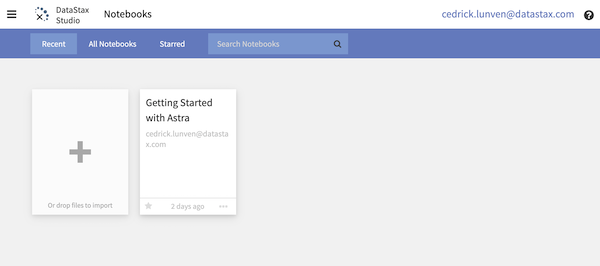 DataStax
Studio
Notebooks
cedrick.lunven@datastax.com
?
Recent
All Notebooks
Starred
Search Notebooks
Or drop files to import
Getting Started
with Astra
cedrick.lunven@datasta
x.com
2 days ago